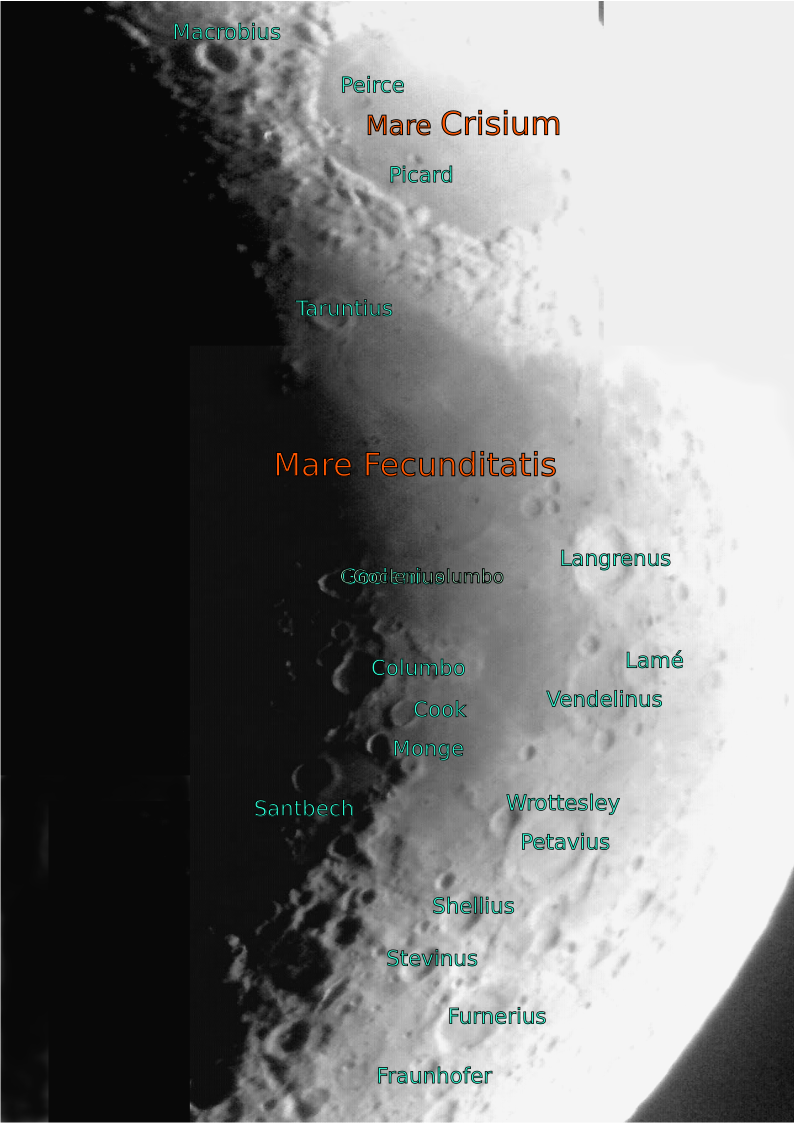 Macrobius
Peirce
Mare Crisium
Picard
Taruntius
Mare Fecunditatis
Langrenus
Lamé
Columbo
Vendelinus
Cook
Monge
Santbech
Wrottesley
Petavius
Shellius
Stevinus
Furnerius
Fraunhofer